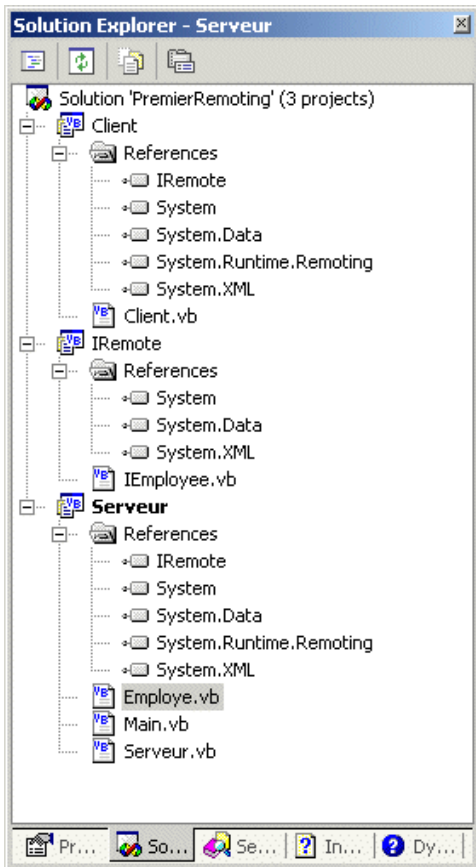 Solution Explorer - Serveur
Solution 'PremierRemoting' (3 projects)
Client
References
IRemote
System
System.Data
System.Runtime.Remoting
System.XML
Client.vb
IRemote
References
System
System.Data
System.XML
IEmployee.vb
Serveur
References
IRemote
System
System.Data
System.Runtime.Remoting
System.XML
Employe.vb
Main.vb
Serveur.vb
Pr... So... Se... In... Dy...